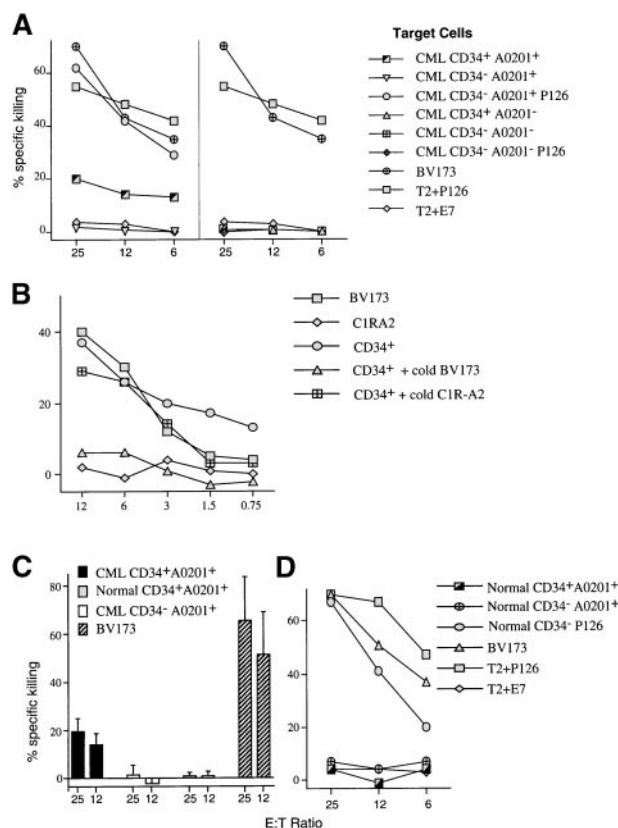 A
Target Cells
CML CD34+ A0201+
CML CD34- A0201+
CML CD34- A0201+ P126
CML CD34+ A0201-
CML CD34- A0201-
CML CD34- A0201- P126
BV173
T2+P126
T2+E7
% specific killing
60
40
20
0
25 12 6 25 12 6
B
BV173
C1RA2
CD34+
CD34+ + cold BV173
CD34+ + cold C1R-A2
40
20
0
12 6 3 1.5 0.75
C
CML CD34+A0201+
Normal CD34+A0201+
CML CD34- A0201+
BV173
% specific killing
80
60
40
20
0
25 12 25 12 25 12 25 12
E:T Ratio
D
Normal CD34+A0201+
Normal CD34- A0201+
Normal CD34- P126
BV173
T2+P126
T2+E7
60
40
20
0
25 12 6